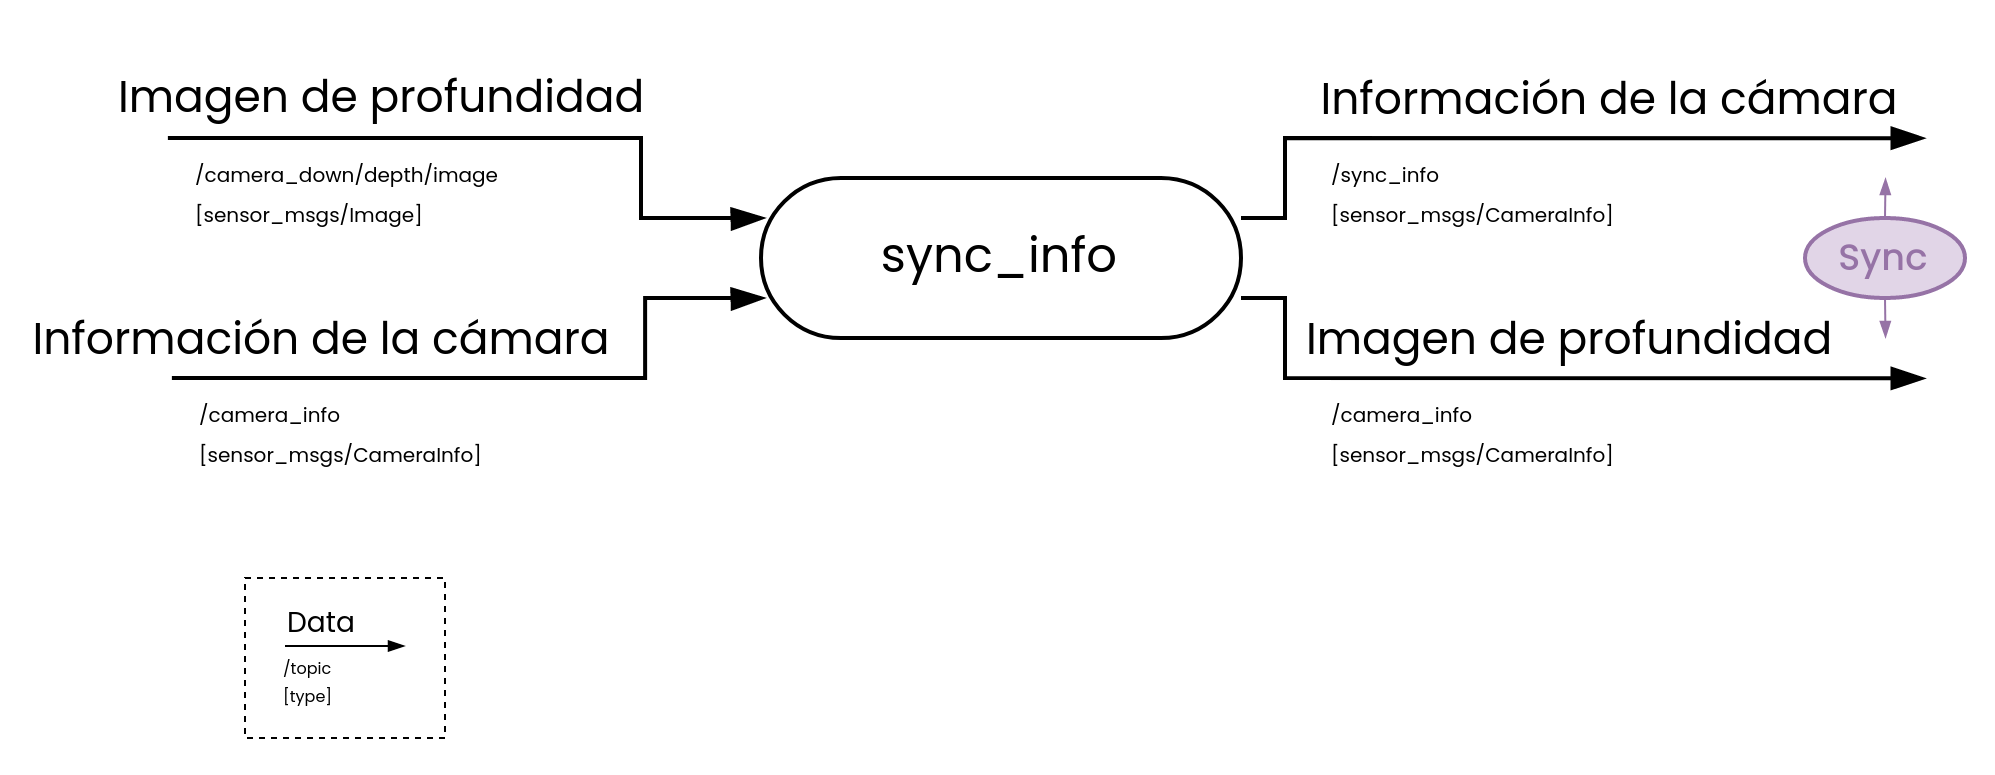 Imagen de profundidad
/camera_down/depth/image
[sensor_msgs/Image]
Información de la cámara
/camera_info
[sensor_msgs/CameraInfo]
sync_info
Información de la cámara
/sync_info
[sensor_msgs/CameraInfo]
Sync
Imagen de profundidad
/camera_info
[sensor_msgs/CameraInfo]
Data
/topic
[type]